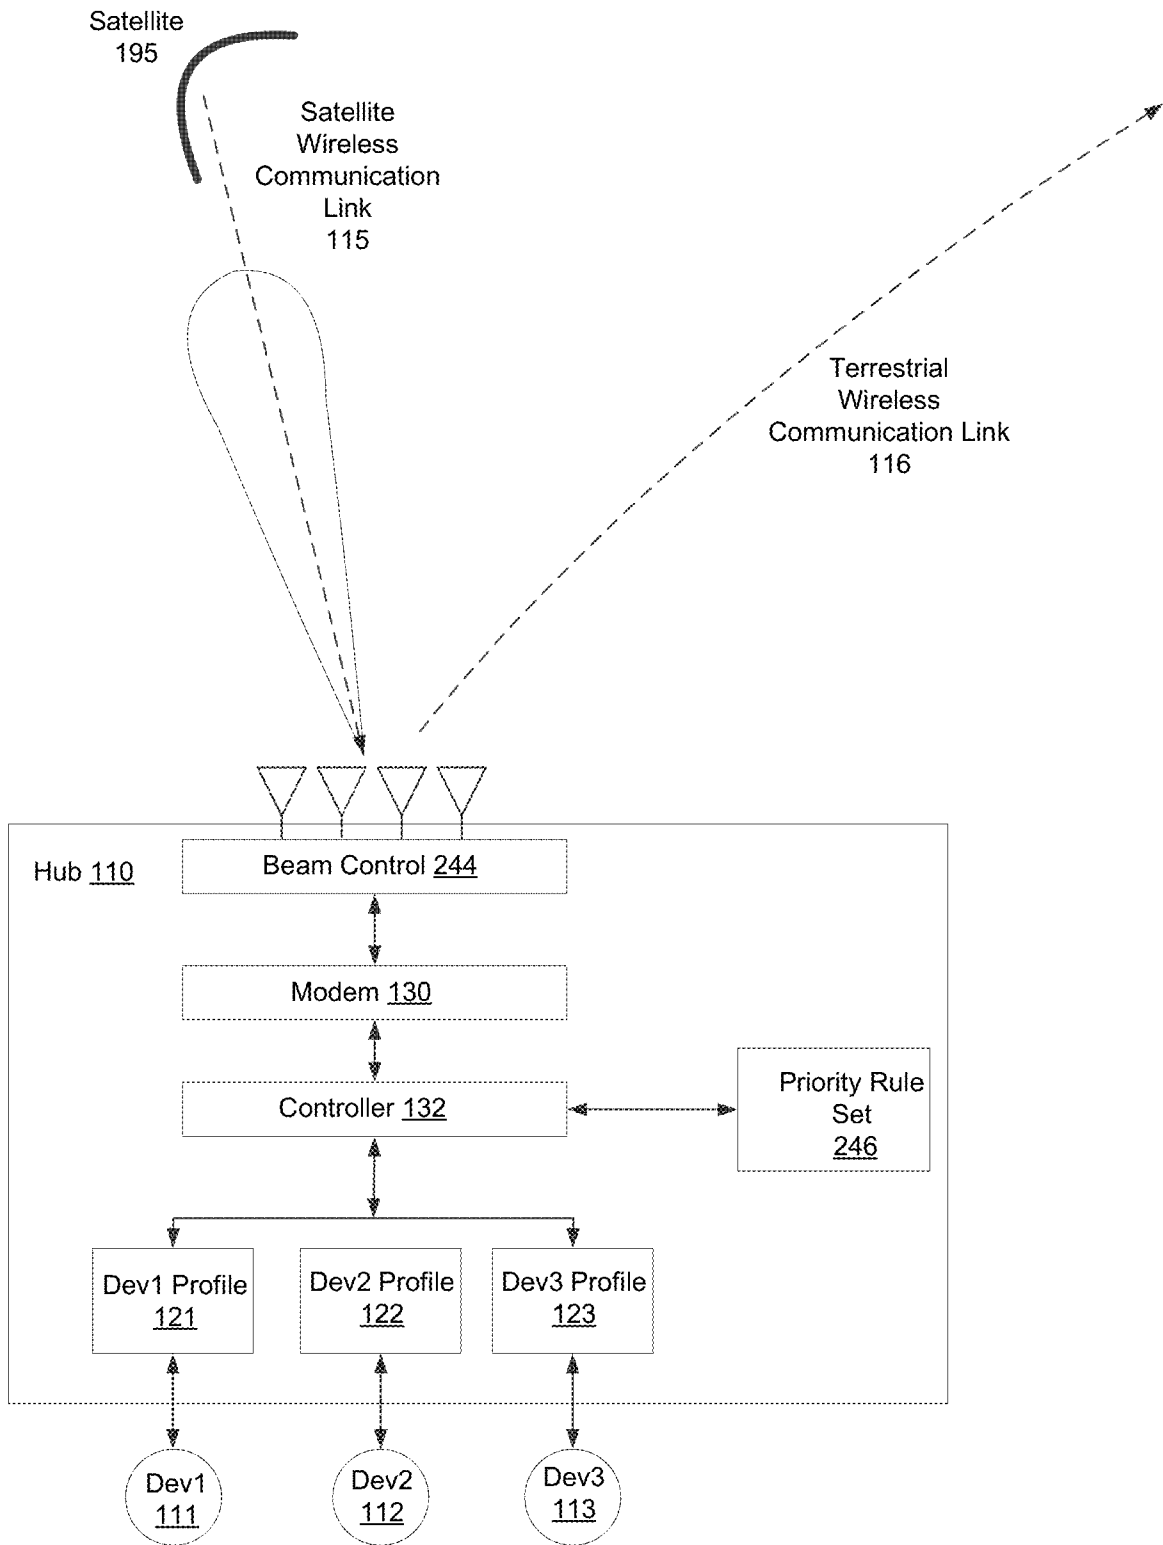 Satellite
195
Satellite
Wireless
Communication
Link
115
Terrestrial
Wireless
Communication Link
116
Hub 110
Beam Control 244
Modem 130
Controller 132
Priority Rule
Set
246
Dev1 Profile
121
Dev2 Profile
122
Dev3 Profile
123
Dev1
111
Dev2
112
Dev3
113